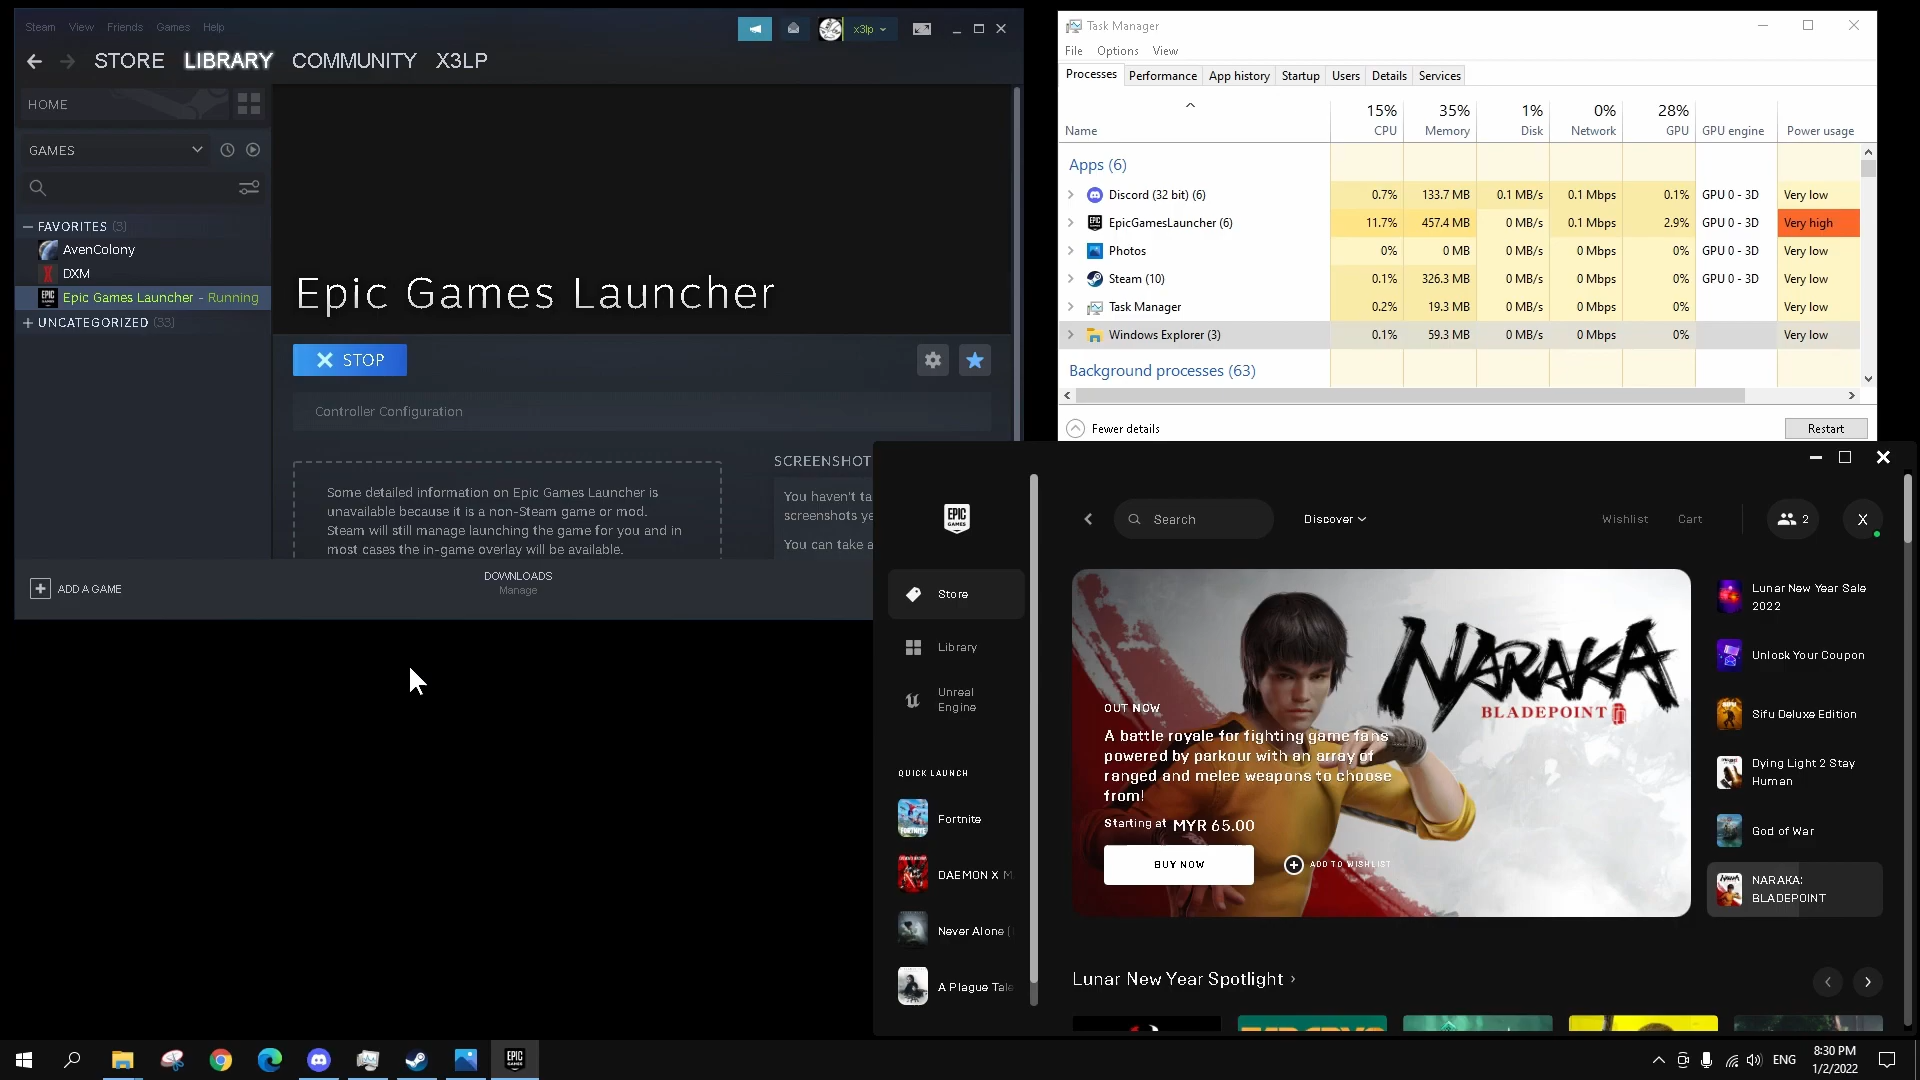 Steam View Friends Games Help
x3lp
STORE LIBRARY COMMUNITY X3LP
HOME
GAMES
FAVORITES (3)
AvenColony
DXM
Epic Games Launcher - Running
UNCATEGORIZED (33)
Epic Games Launcher
STOP
Controller Configuration
Some detailed information on Epic Games Launcher is
unavailable because it is a non-Steam game or mod.
Steam will still manage launching the game for you and in
most cases the in-game overlay will be available.
SCREENSHOT
You haven't ta
screenshots ye
You can take a
ADD A GAME
DOWNLOADS
Manage
Task Manager
File Options View
Processes Performance App history Startup Users Details Services
15% 35% 1% 0% 28%
Name CPU Memory Disk Network GPU GPU engine Power usage
Apps (6)
Discord (32 bit) (6) 0.7% 133.7 MB 0.1 MB/s 0.1 Mbps 0.1% GPU 0 - 3D Very low
EpicGamesLauncher (6) 11.7% 457.4 MB 0 MB/s 0.1 Mbps 2.9% GPU 0 - 3D Very high
Photos 0% 0 MB 0 MB/s 0 Mbps 0% GPU 0 - 3D Very low
Steam (10) 0.1% 326.3 MB 0 MB/s 0 Mbps 0% GPU 0 - 3D Very low
Task Manager 0.2% 19.3 MB 0 MB/s 0 Mbps 0% Very low
Windows Explorer (3) 0.1% 59.3 MB 0 MB/s 0 Mbps 0% Very low
Background processes (63)
Fewer details
Restart
EPIC
GAMES
Search
Discover
Wishlist
Cart
2
X
Store
Library
Unreal
Engine
QUICK LAUNCH
Fortnite
DAEMON X M
Never Alone (
A Plague Tale
NARAKA
BLADEPOINT
OUT NOW
A battle royale for fighting game fans
powered by parkour with an array of
ranged and melee weapons to choose
from!
Starting at MYR 65.00
BUY NOW
ADD TO WISHLIST
Lunar New Year Sale
2022
Unlock Your Coupon
Sifu Deluxe Edition
Dying Light 2 Stay
Human
God of War
NARAKA:
BLADEPOINT
Lunar New Year Spotlight
EPIC
GAMES
ENG
8:30 PM
1/2/2022